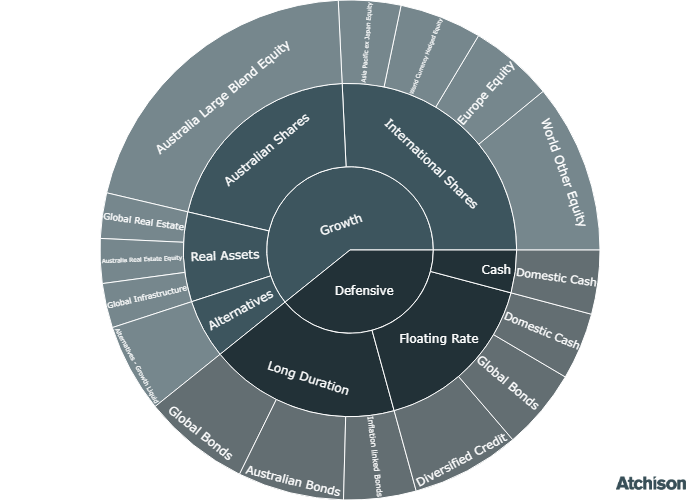 Growth
Defensive
Australian Shares
International Shares
Real Assets
Alternatives
Cash
Floating Rate
Long Duration
Australia Large Blend Equity
Asia Pacific ex Japan Equity
World Currency Hedged Equity
Europe Equity
World Other Equity
Global Real Estate
Australia Real Estate Equity
Global Infrastructure
Alternatives - Growth Liquid
Domestic Cash
Domestic Cash
Global Bonds
Diversified Credit
Inflation linked Bonds
Australian Bonds
Global Bonds
Atchison